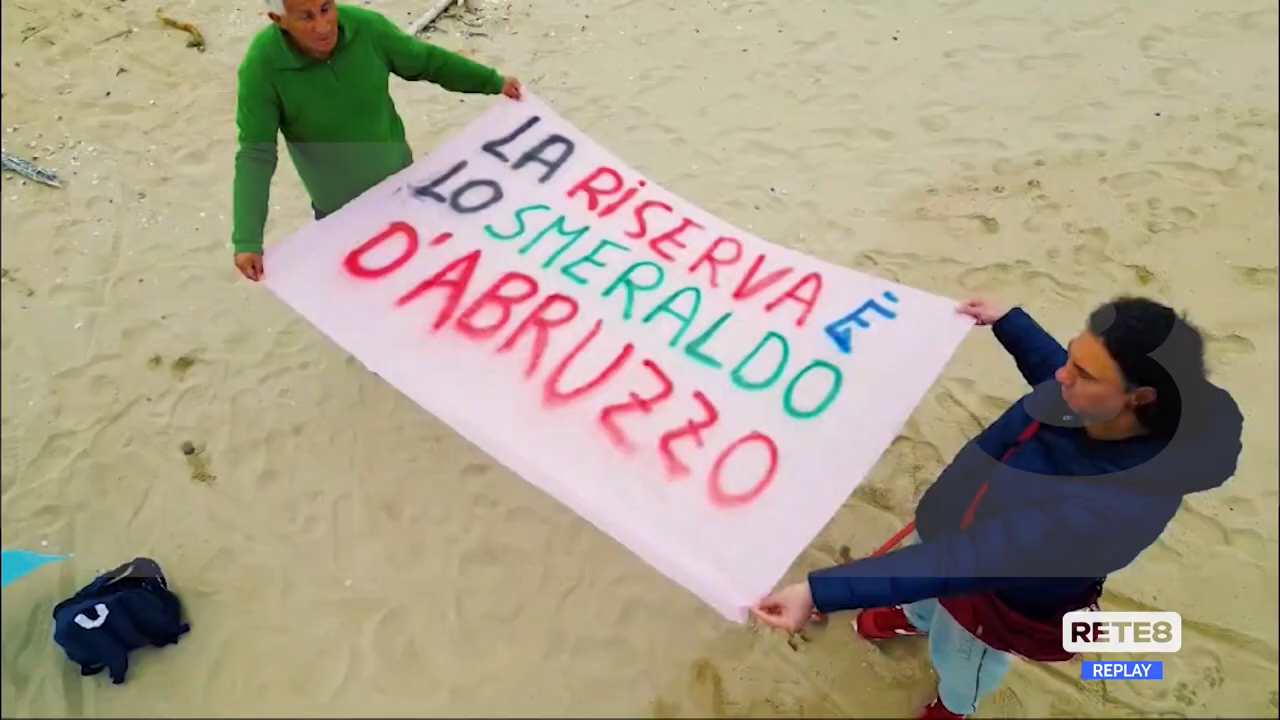 LA RISERVA È
LO SMERALDO
D'ABRUZZO
RETE8
REPLAY